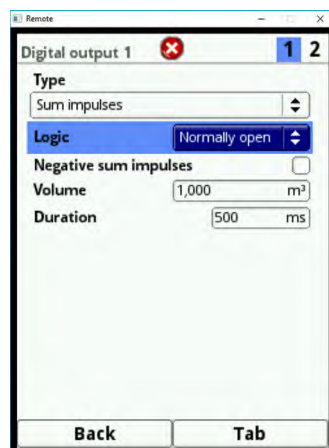 Remote
Digital output 1 1 2
Type
Sum impulses
Logic Normally open
Negative sum impulses
Volume 1,000 m³
Duration 500 ms
Back Tab